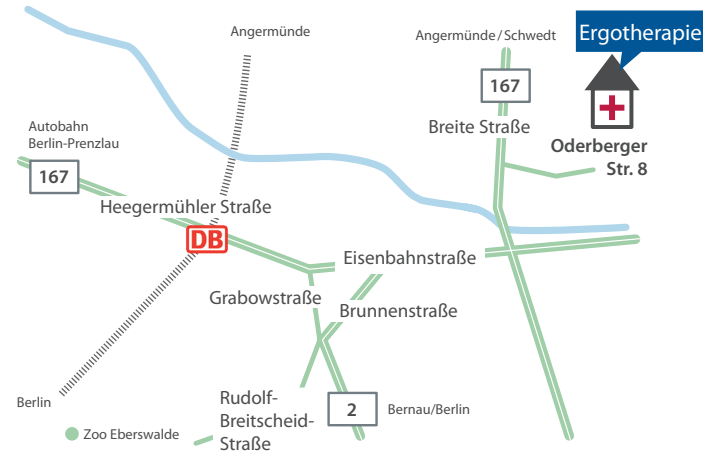 Angermünde
Angermünde/Schwedt
Ergotherapie
167
Breite Straße
Autobahn
Berlin-Prenzlau
167
Oderberger
Str. 8
Heegermühler Straße
DB
Eisenbahnstraße
Grabowstraße
Brunnenstraße
Berlin
Rudolf-
Breitscheid-
Straße
2
Bernau/Berlin
Zoo Eberswalde